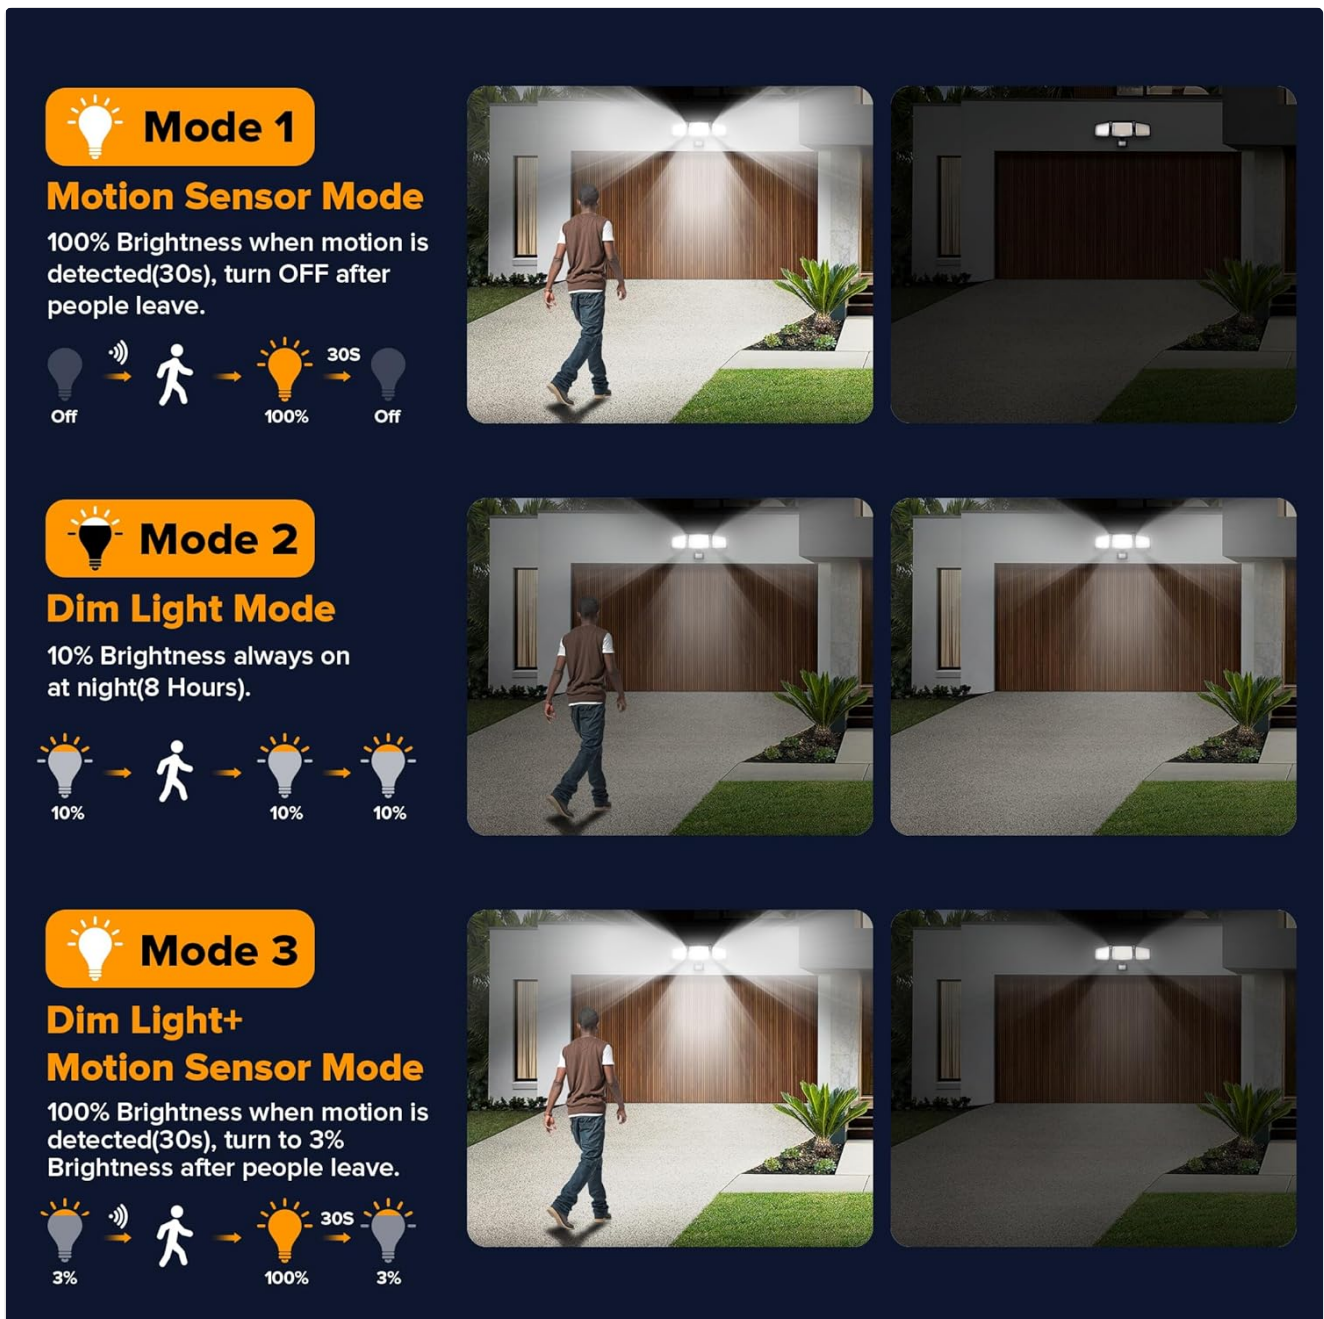 Mode 1
Motion Sensor Mode
100% Brightness when motion is
detected(30s), turn OFF after
people leave.
30S
Off
100%
Off
Mode 2
Dim Light Mode
10% Brightness always on
at night(8 Hours).
10%
10%
10%
Mode 3
Dim Light+
Motion Sensor Mode
100% Brightness when motion is
detected(30s), turn to 3%
Brightness after people leave.
30S
3%
100%
3%